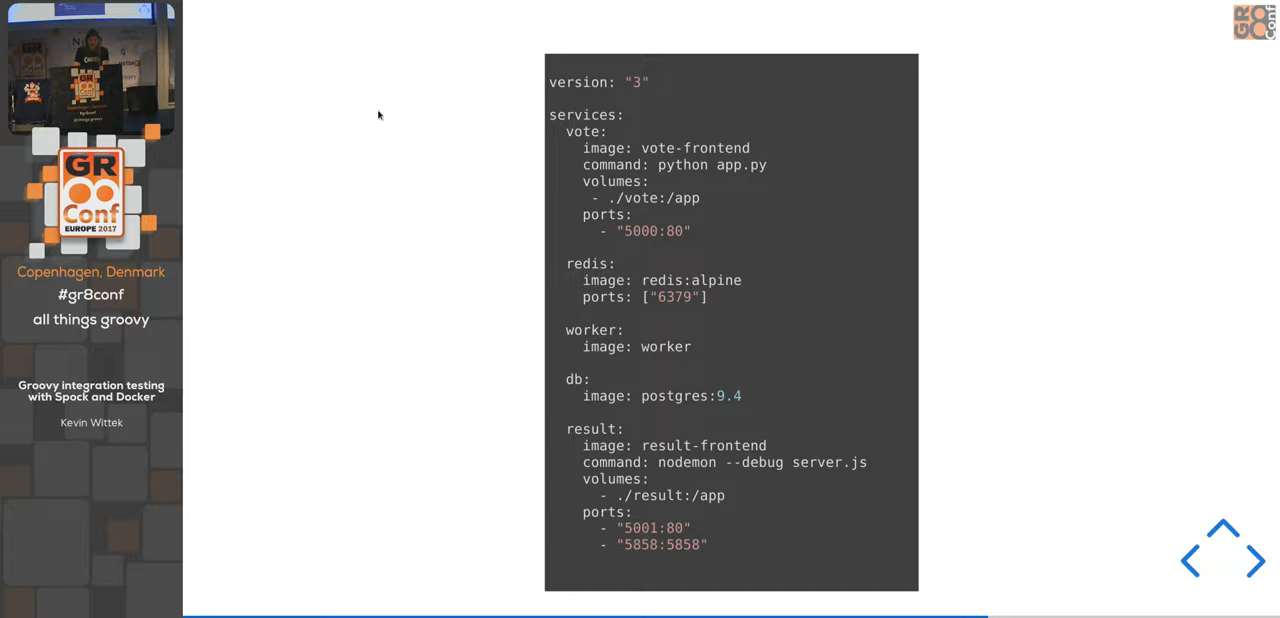 GR
8
Conf
EUROPE 2017
Copenhagen, Denmark
#gr8conf
all things groovy
Groovy integration testing
with Spock and Docker
Kevin Wittek
version: "3"
services:
  vote:
    image: vote-frontend
    command: python app.py
    volumes:
     - ./vote:/app
    ports:
      - "5000:80"
  redis:
    image: redis:alpine
    ports: ["6379"]
  worker:
    image: worker
  db:
    image: postgres:9.4
  result:
    image: result-frontend
    command: nodemon --debug server.js
    volumes:
      - ./result:/app
    ports:
      - "5001:80"
      - "5858:5858"
GR8Conf